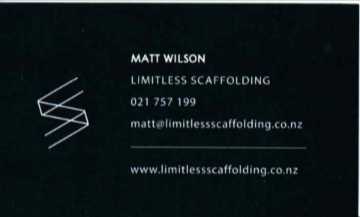 MATT WILSON
LIMITLESS SCAFFOLDING
021 757 199
matt@limitlessscaffolding.co.nz
www.limitlessscaffolding.co.nz